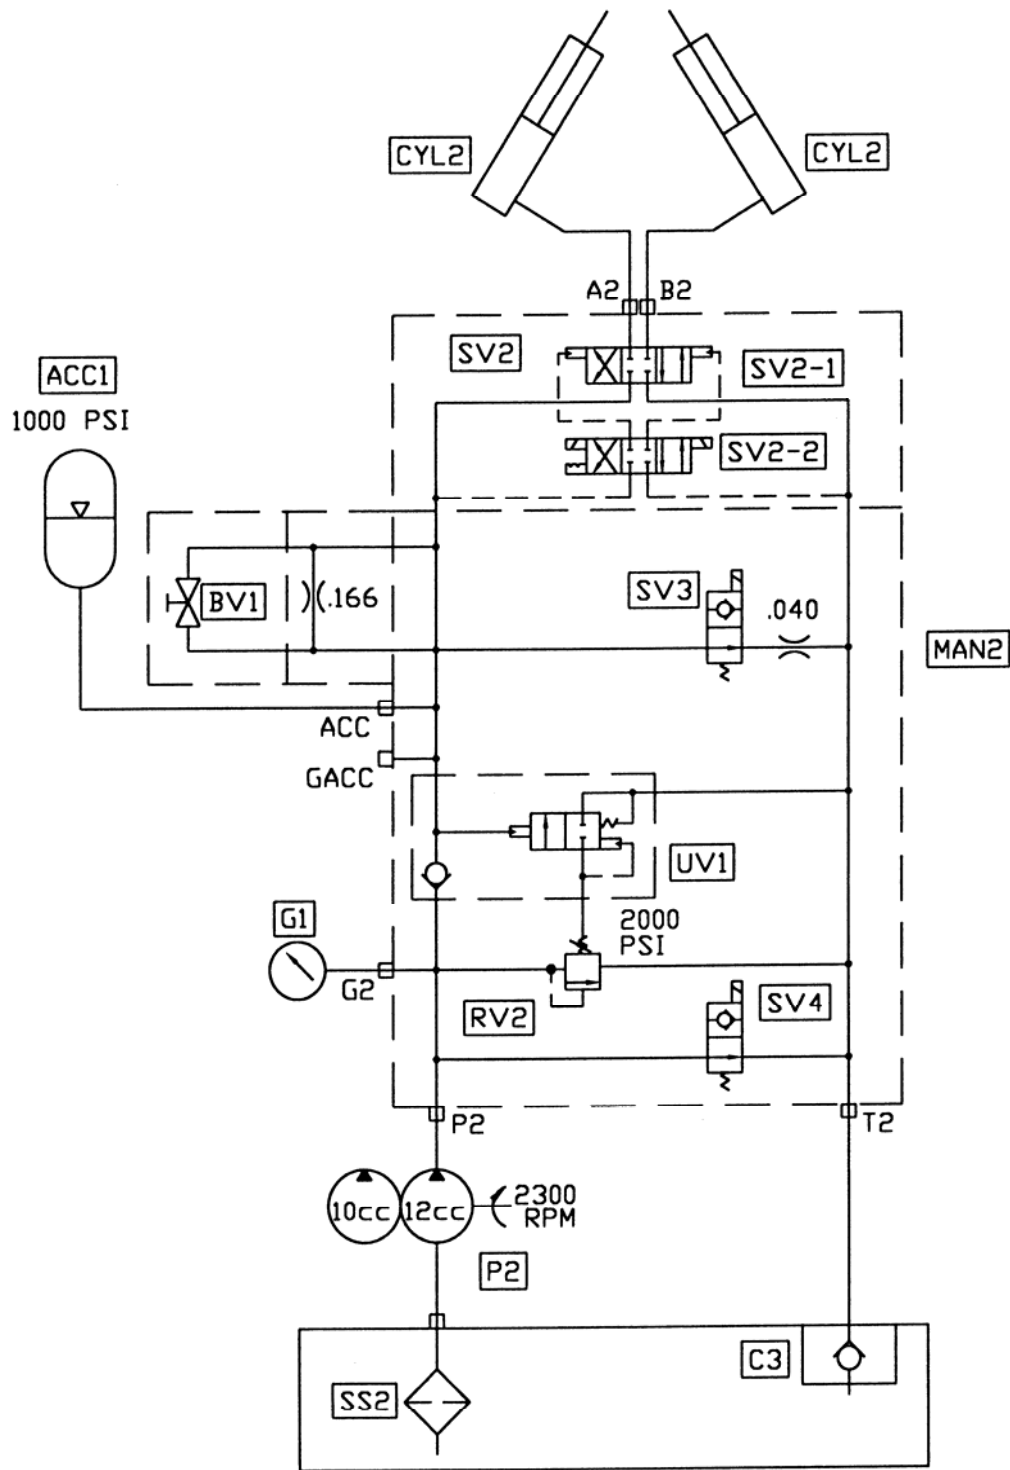 CYL2
CYL2
A2
B2
SV2
SV2-1
ACC1
1000 PSI
SV2-2
SV3
BV1
.166
.040
MAN2
ACC
GACC
UV1
G1
2000
PSI
G2
RV2
SV4
P2
T2
10cc
12cc
2300
RPM
P2
C3
SS2